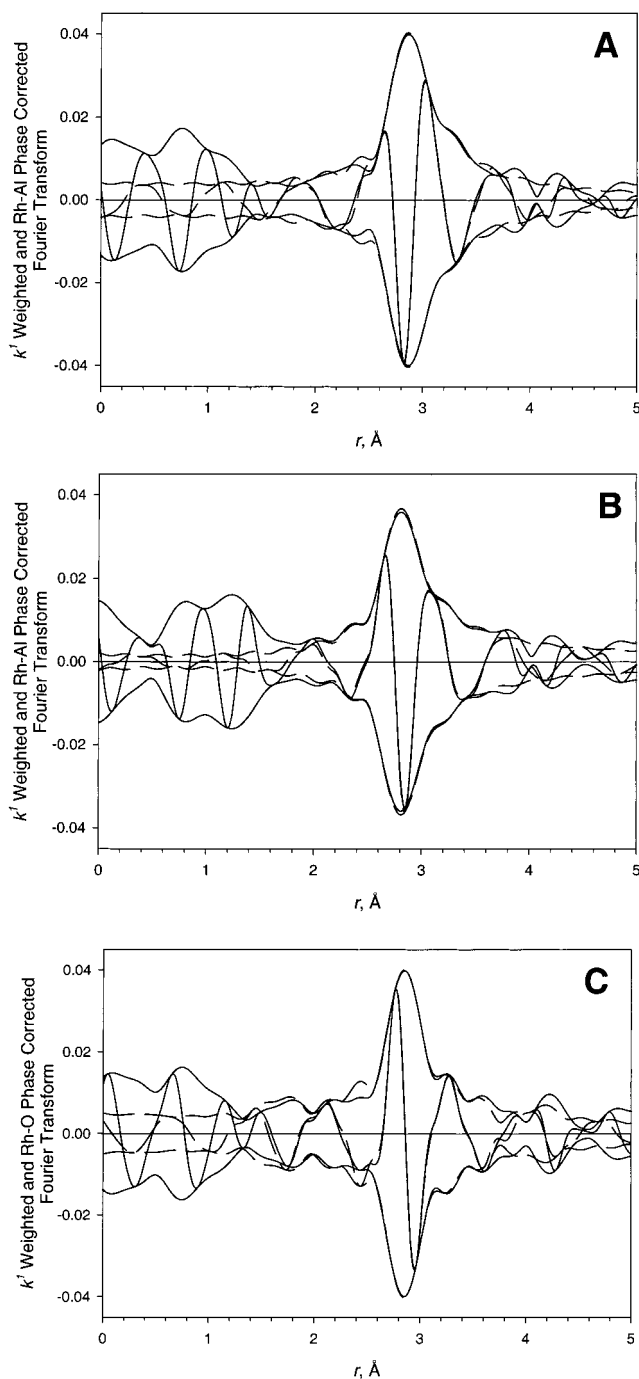 A
k¹ Weighted and Rh-Al Phase Corrected
Fourier Transform
0.04
0.02
0.00
-0.02
-0.04
0 1 2 3 4 5
r, Å
B
k¹ Weighted and Rh-Al Phase Corrected
Fourier Transform
0.04
0.02
0.00
-0.02
-0.04
0 1 2 3 4 5
r, Å
C
k¹ Weighted and Rh-O Phase Corrected
Fourier Transform
0.04
0.02
0.00
-0.02
-0.04
0 1 2 3 4 5
r, Å